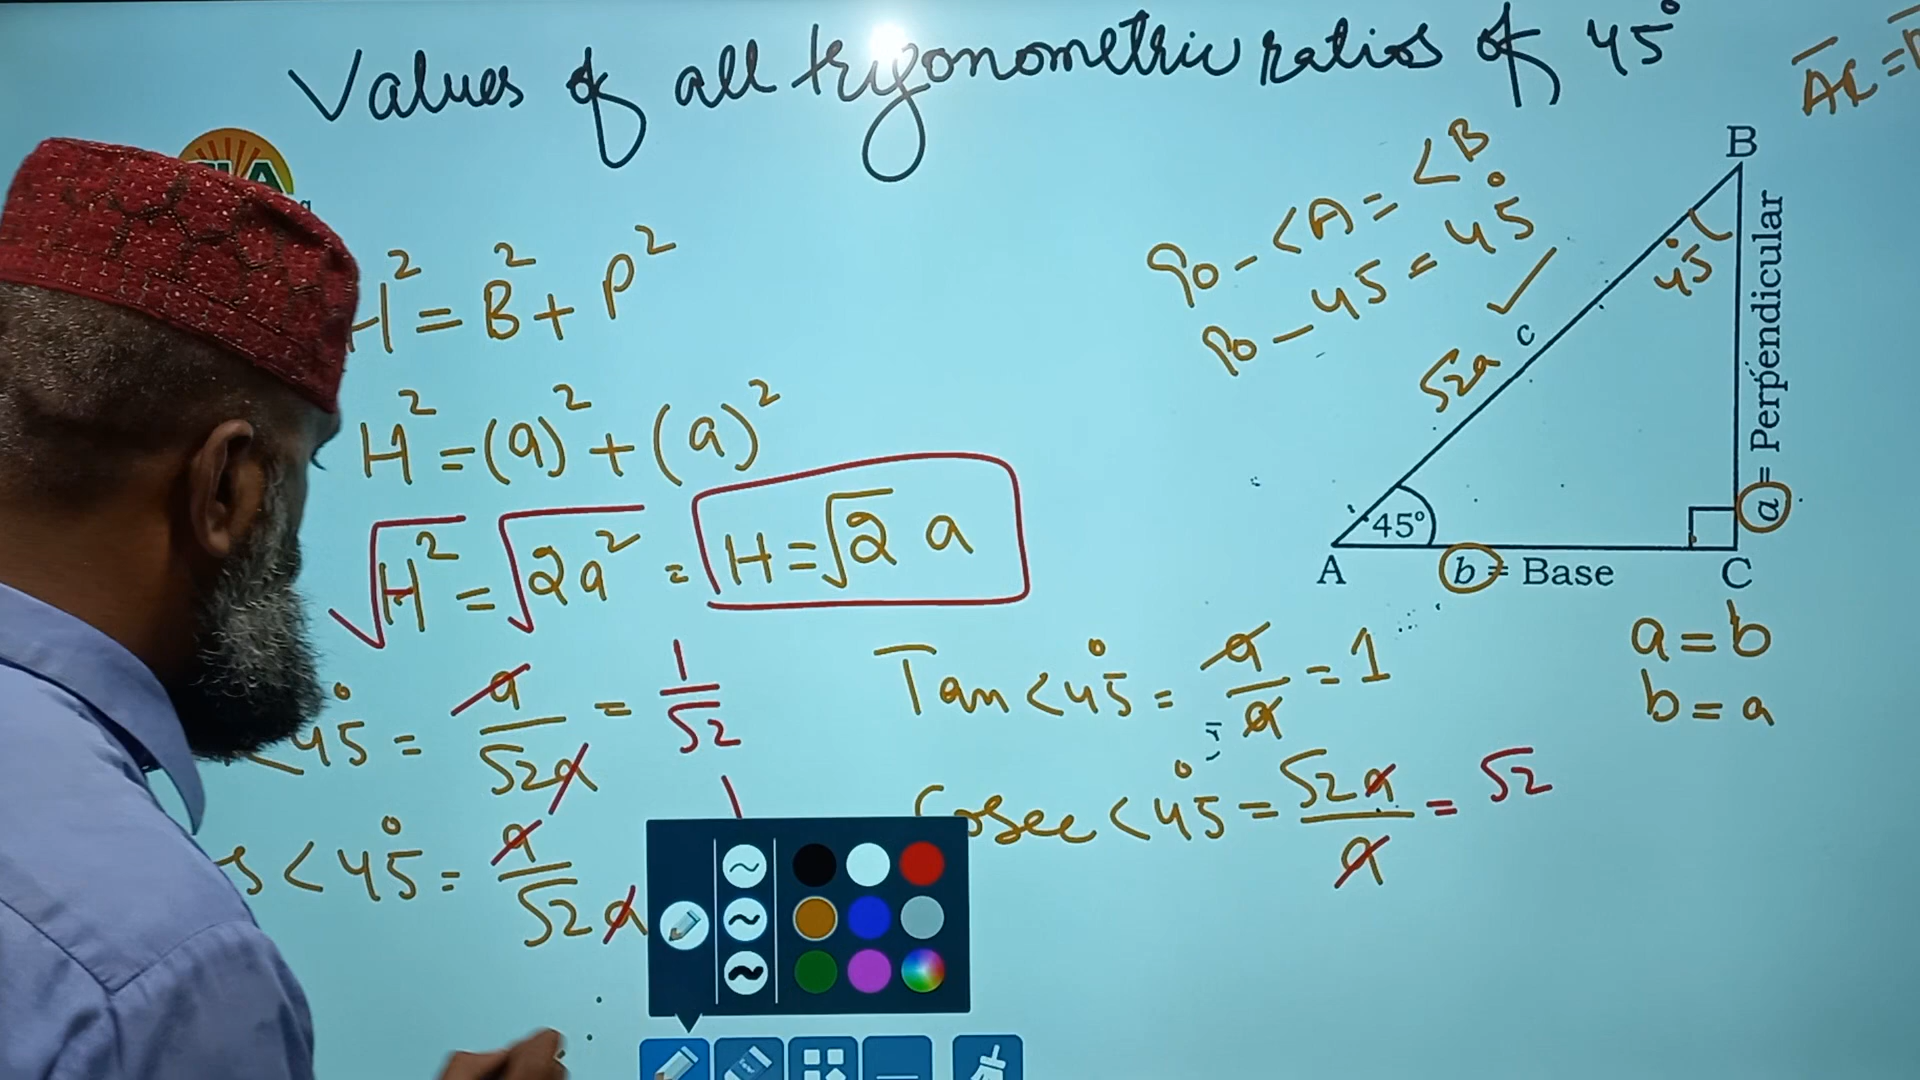 Values of all trigonometric ratios of 45°
H² = B² + P²
H² = (a)² + (a)²
√H² = √2a² = H = √2 a
< 45° = a/√2a = 1/√2
s < 45° = a/√2a
Tan < 45° = a/a = 1
Cosec < 45° = √2a/a = √2
90 - <A = <B
90 - 45 = 45°
√2a
c
B
45°
a = Perpendicular
45°
A
b = Base
C
a = b
b = a